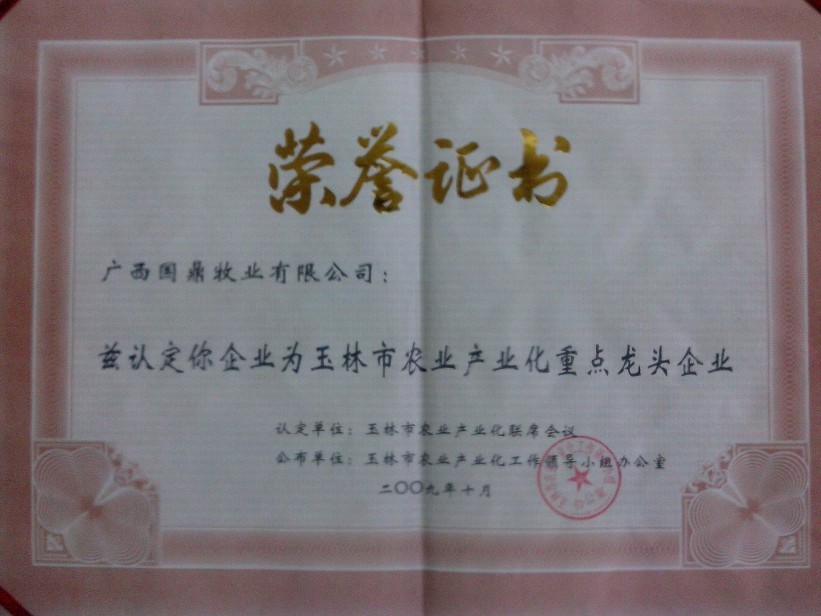 荣誉证书
广西国鼎牧业有限公司：
兹认定你企业为玉林市农业产业化重点龙头企业
认定单位：玉林市农业产业化联席会议
公布单位：玉林市农业产业化工作领导小组办公室
二〇〇九年十月